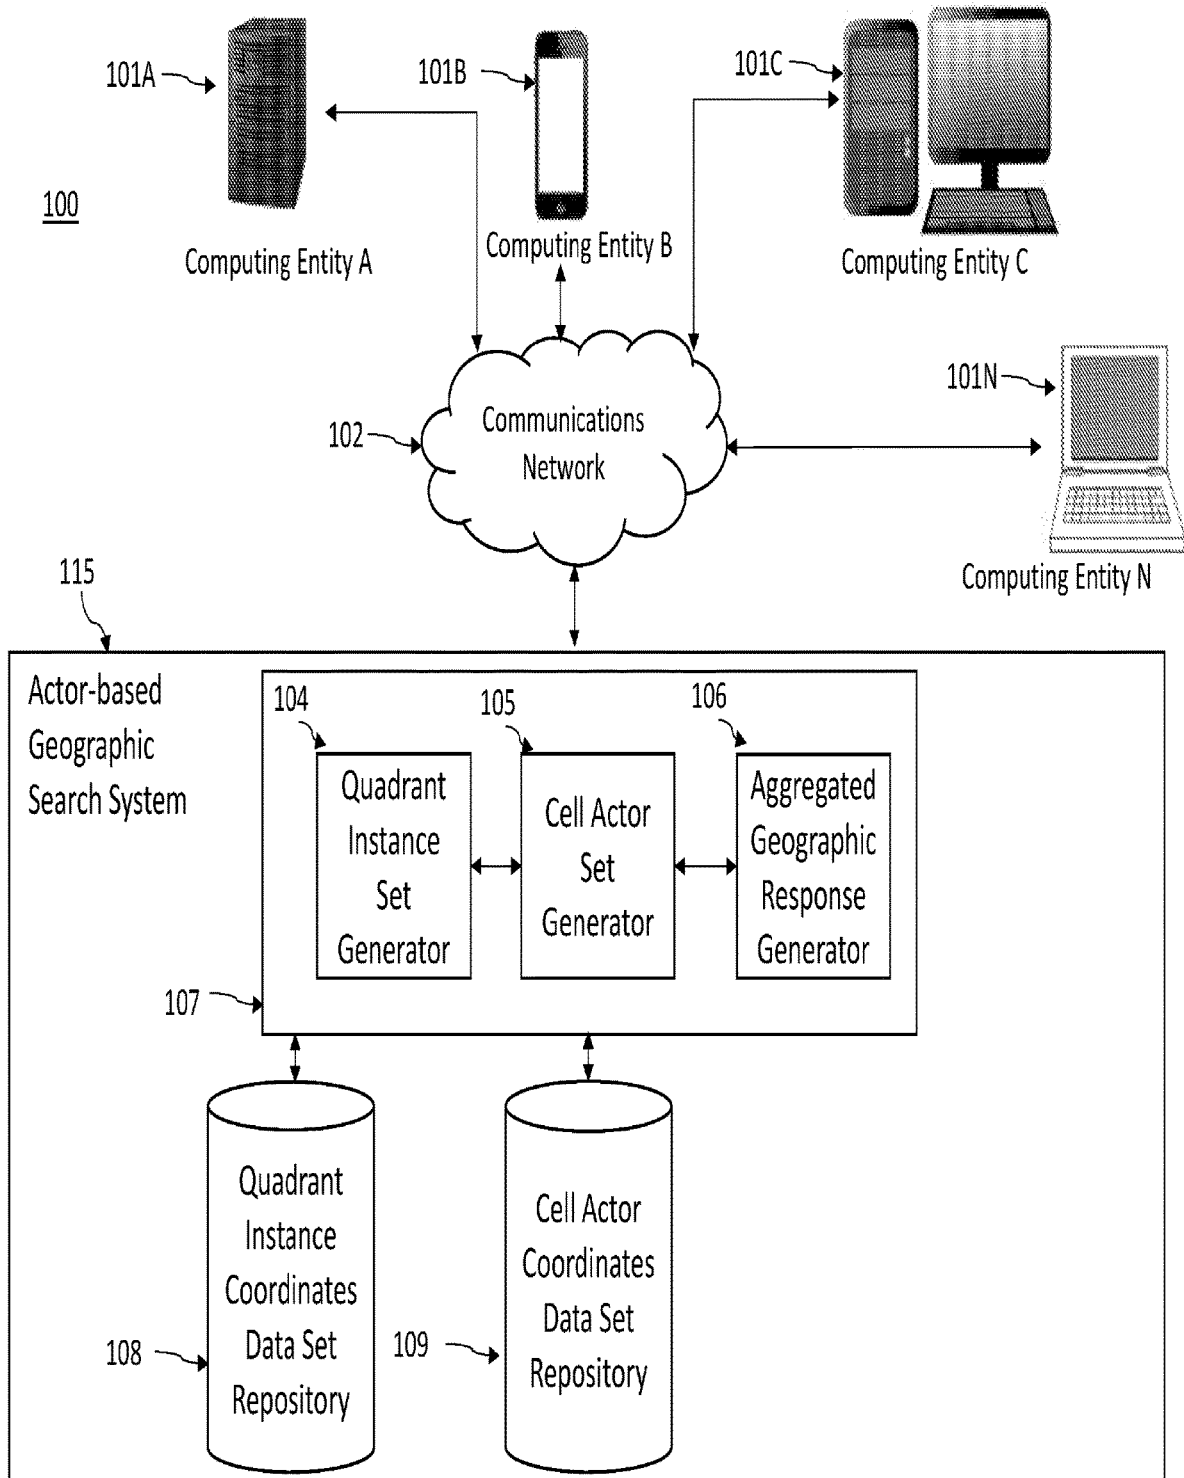 101A
101B
101C
100
Computing Entity A
Computing Entity B
Computing Entity C
101N
102
Communications
Network
Computing Entity N
115
Actor-based
Geographic
Search System
104
105
106
Quadrant
Instance
Set
Generator
Cell Actor
Set
Generator
Aggregated
Geographic
Response
Generator
107
Quadrant
Instance
Coordinates
Data Set
Repository
Cell Actor
Coordinates
Data Set
Repository
108
109